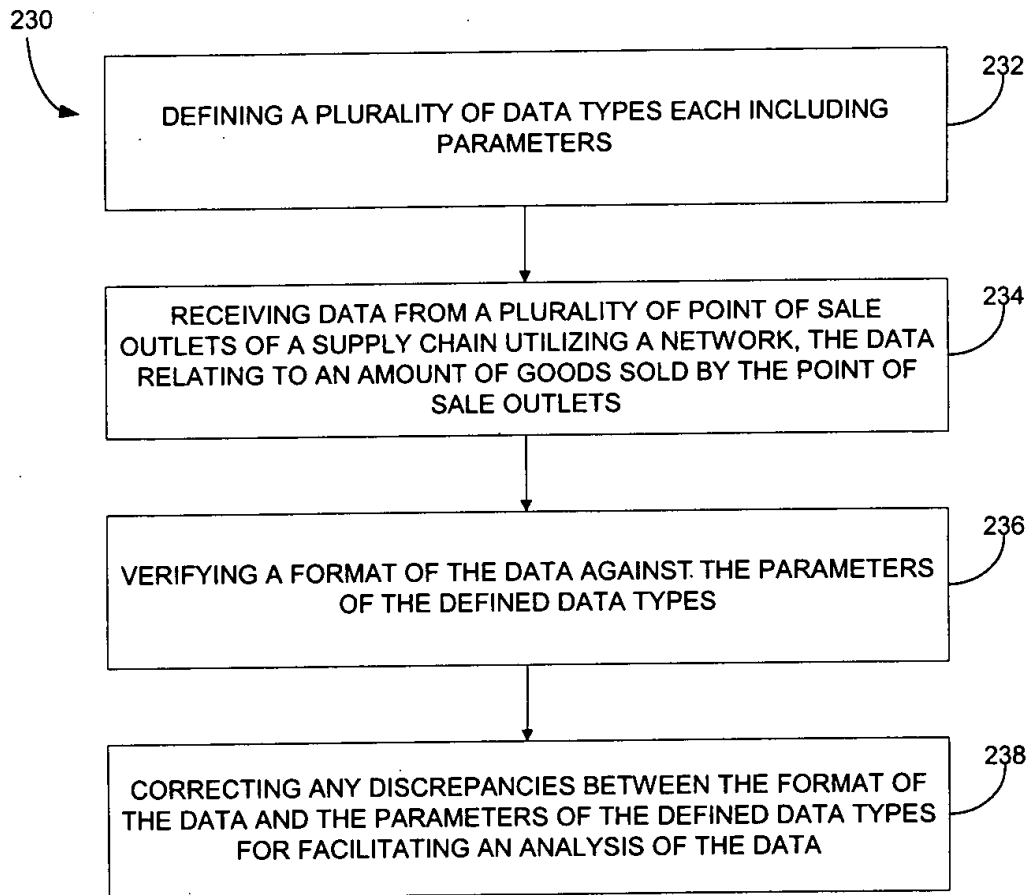 230
232
DEFINING A PLURALITY OF DATA TYPES EACH INCLUDING
PARAMETERS
234
RECEIVING DATA FROM A PLURALITY OF POINT OF SALE
OUTLETS OF A SUPPLY CHAIN UTILIZING A NETWORK, THE DATA
RELATING TO AN AMOUNT OF GOODS SOLD BY THE POINT OF
SALE OUTLETS
236
VERIFYING A FORMAT OF THE DATA AGAINST THE PARAMETERS
OF THE DEFINED DATA TYPES
238
CORRECTING ANY DISCREPANCIES BETWEEN THE FORMAT OF
THE DATA AND THE PARAMETERS OF THE DEFINED DATA TYPES
FOR FACILITATING AN ANALYSIS OF THE DATA